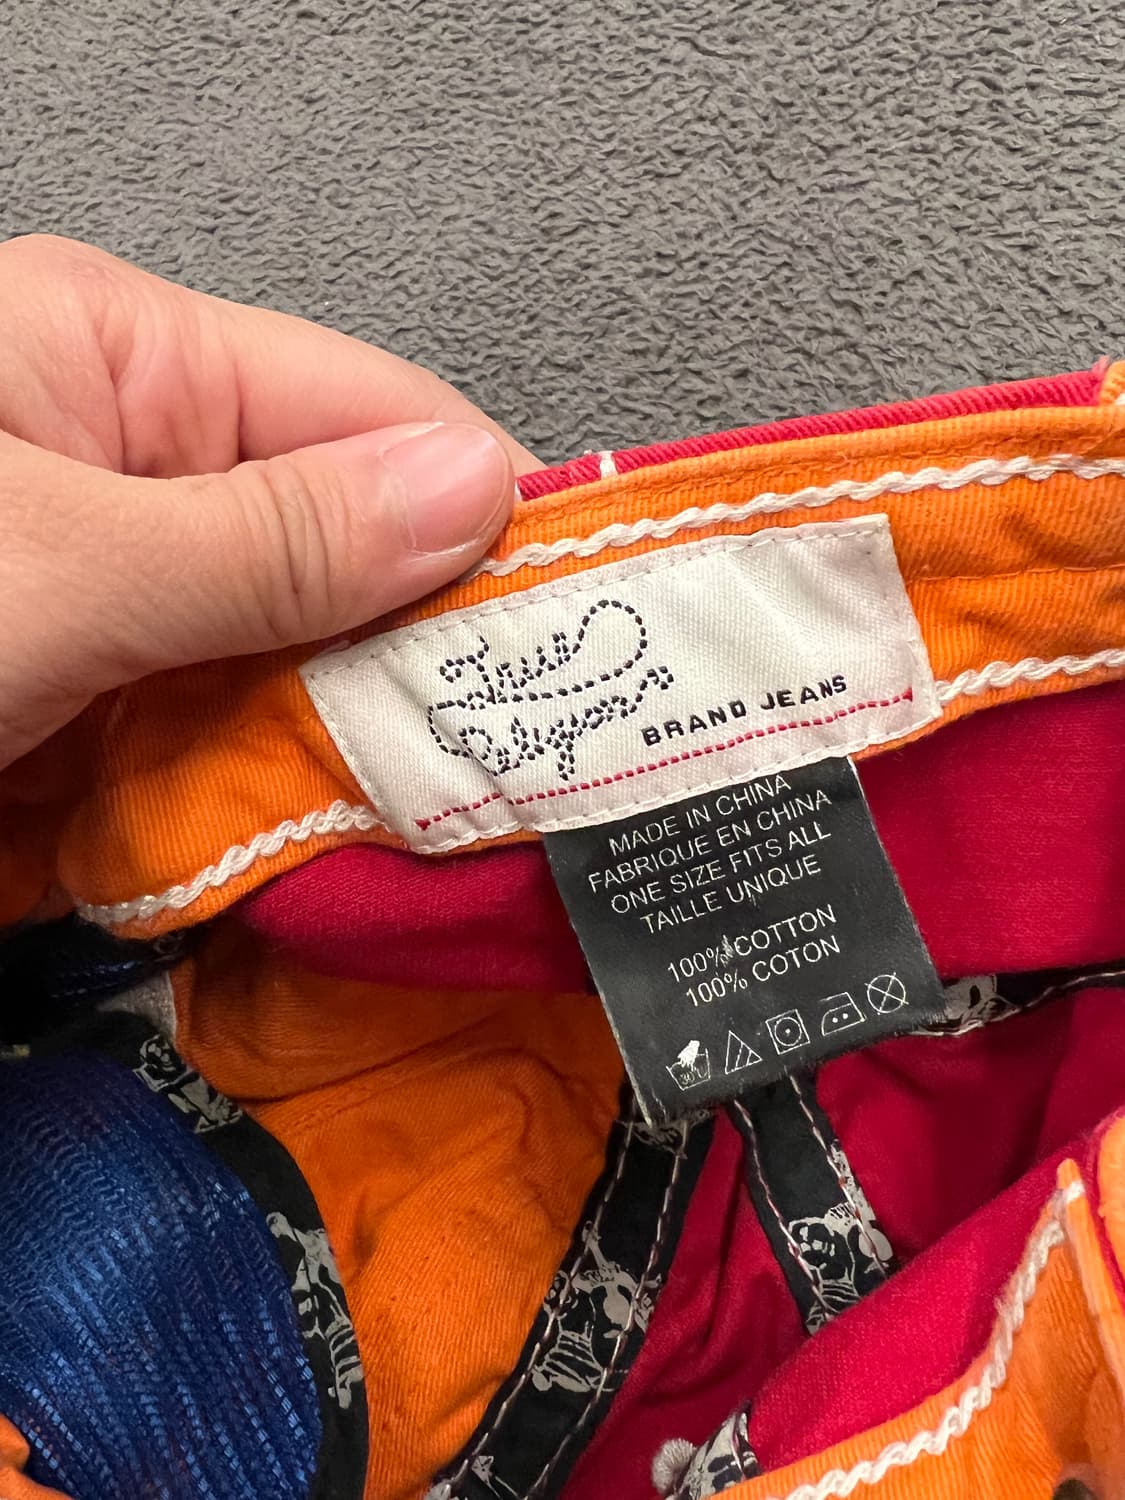 True
Religion
BRAND JEANS
MADE IN CHINA
FABRIQUE EN CHINA
ONE SIZE FITS ALL
TAILLE UNIQUE
100% COTTON
100% COTON
30°C